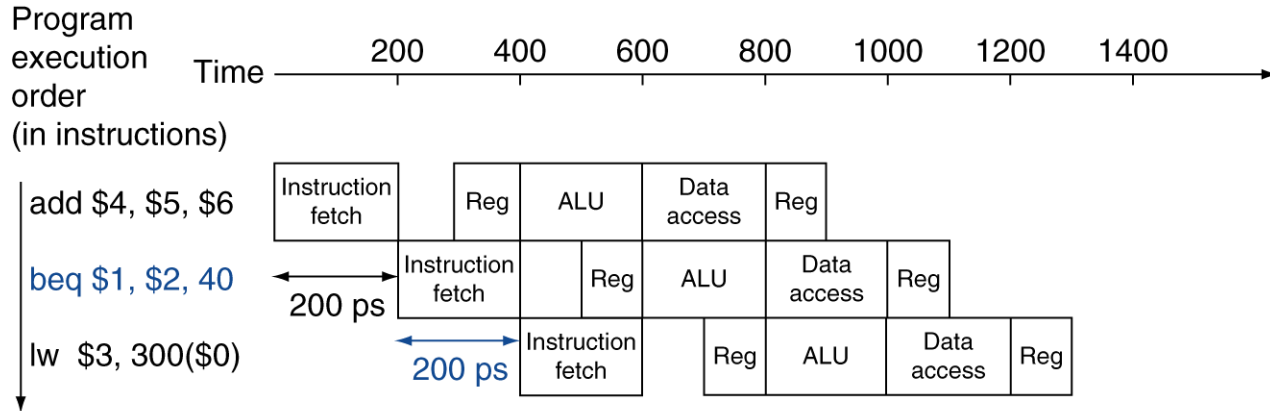 Program
execution
order
(in instructions)
Time
200 400 600 800 1000 1200 1400
add $4, $5, $6
Instruction
fetch
Reg
ALU
Data
access
Reg
beq $1, $2, 40
200 ps
Instruction
fetch
Reg
ALU
Data
access
Reg
lw $3, 300($0)
200 ps
Instruction
fetch
Reg
ALU
Data
access
Reg